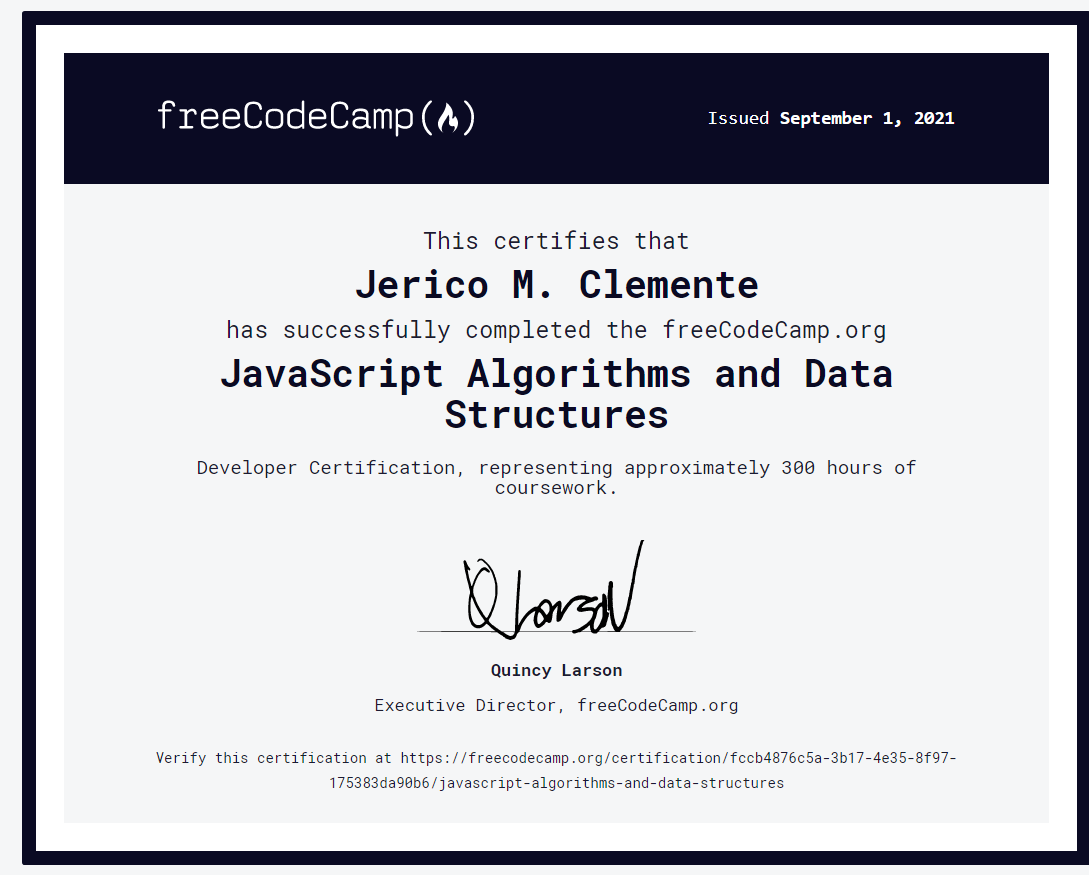 freeCodeCamp(🔥)
Issued September 1, 2021
This certifies that
Jerico M. Clemente
has successfully completed the freeCodeCamp.org
JavaScript Algorithms and Data
Structures
Developer Certification, representing approximately 300 hours of
coursework.
Q Larson
Quincy Larson
Executive Director, freeCodeCamp.org
Verify this certification at https://freecodecamp.org/certification/fccb4876c5a-3b17-4e35-8f97-
175383da90b6/javascript-algorithms-and-data-structures